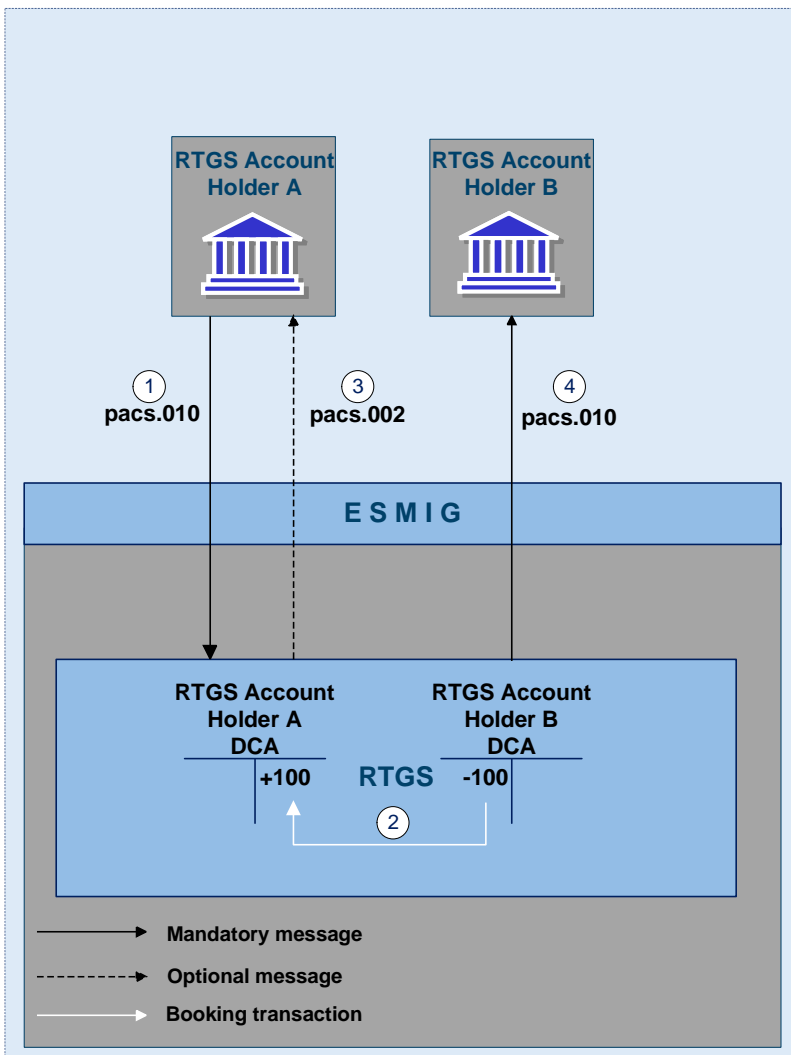 RTGS Account
Holder A
RTGS Account
Holder B
1
pacs.010
3
pacs.002
4
pacs.010
E S M I G
RTGS Account
Holder A
DCA
RTGS Account
Holder B
DCA
+100
RTGS
-100
2
Mandatory message
Optional message
Booking transaction